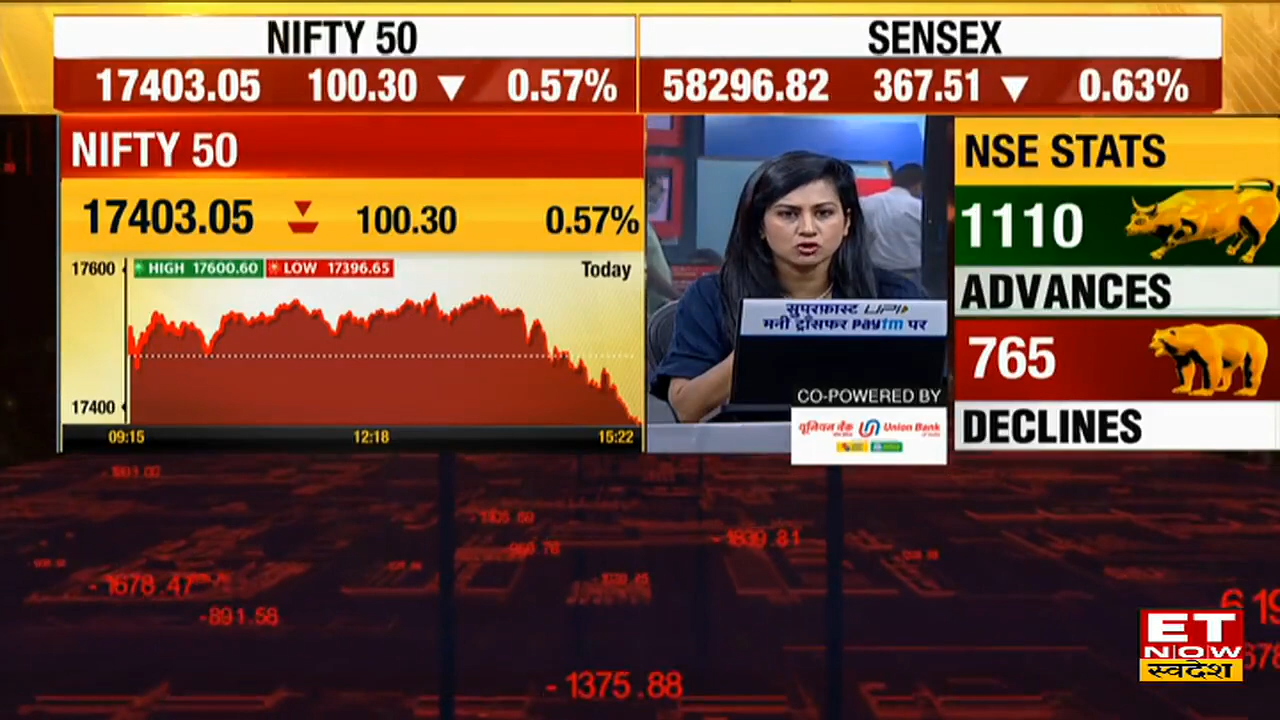 NIFTY 50
17403.05 100.30 ▼ 0.57%
SENSEX
58296.82 367.51 ▼ 0.63%
NIFTY 50
17403.05 100.30 0.57%
17600
HIGH 17600.60 LOW 17396.65
Today
17400
09:15 12:18 15:22
सुपरफ़ास्ट UPI
मनी ट्रांसफर paytm पर
CO-POWERED BY
यूनियन बैंक Union Bank
NSE STATS
1110
ADVANCES
765
DECLINES
-1839.81
-1678.47
-891.58
-1375.88
ET
NOW
स्वदेश